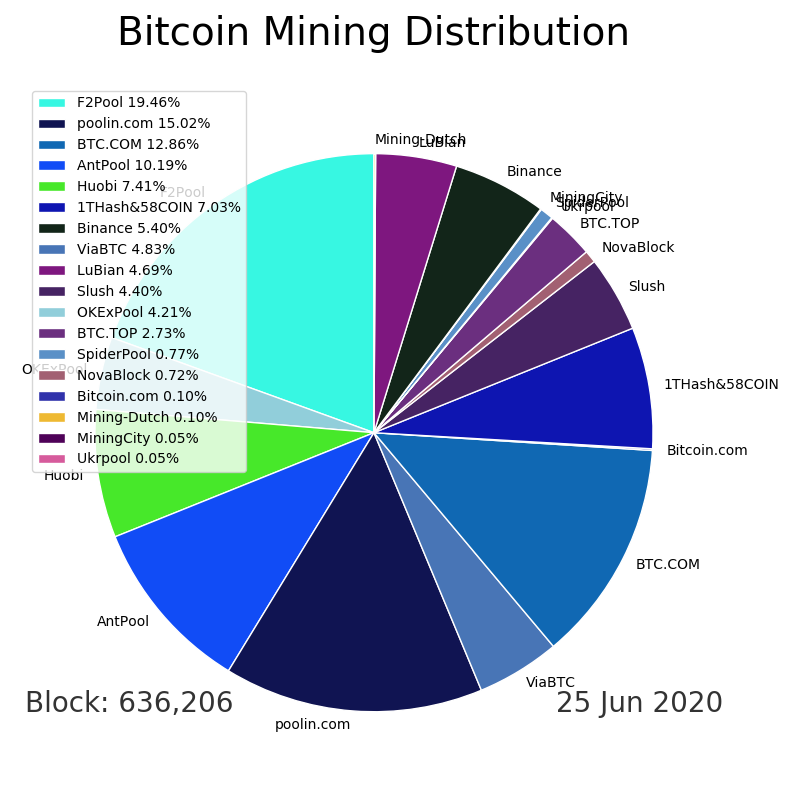 Bitcoin Mining Distribution
F2Pool 19.46%
poolin.com 15.02%
BTC.COM 12.86%
AntPool 10.19%
Huobi 7.41%
1THash&58COIN 7.03%
Binance 5.40%
ViaBTC 4.83%
LuBian 4.69%
Slush 4.40%
OKExPool 4.21%
BTC.TOP 2.73%
SpiderPool 0.77%
NovaBlock 0.72%
Bitcoin.com 0.10%
Mining-Dutch 0.10%
MiningCity 0.05%
Ukrpool 0.05%
Mining-Dutch
LuBian
Binance
MiningCity
SpiderPool
Ukrpool
BTC.TOP
NovaBlock
Slush
1THash&58COIN
Bitcoin.com
BTC.COM
ViaBTC
poolin.com
AntPool
Huobi
OKExPool
F2Pool
Block: 636,206
25 Jun 2020